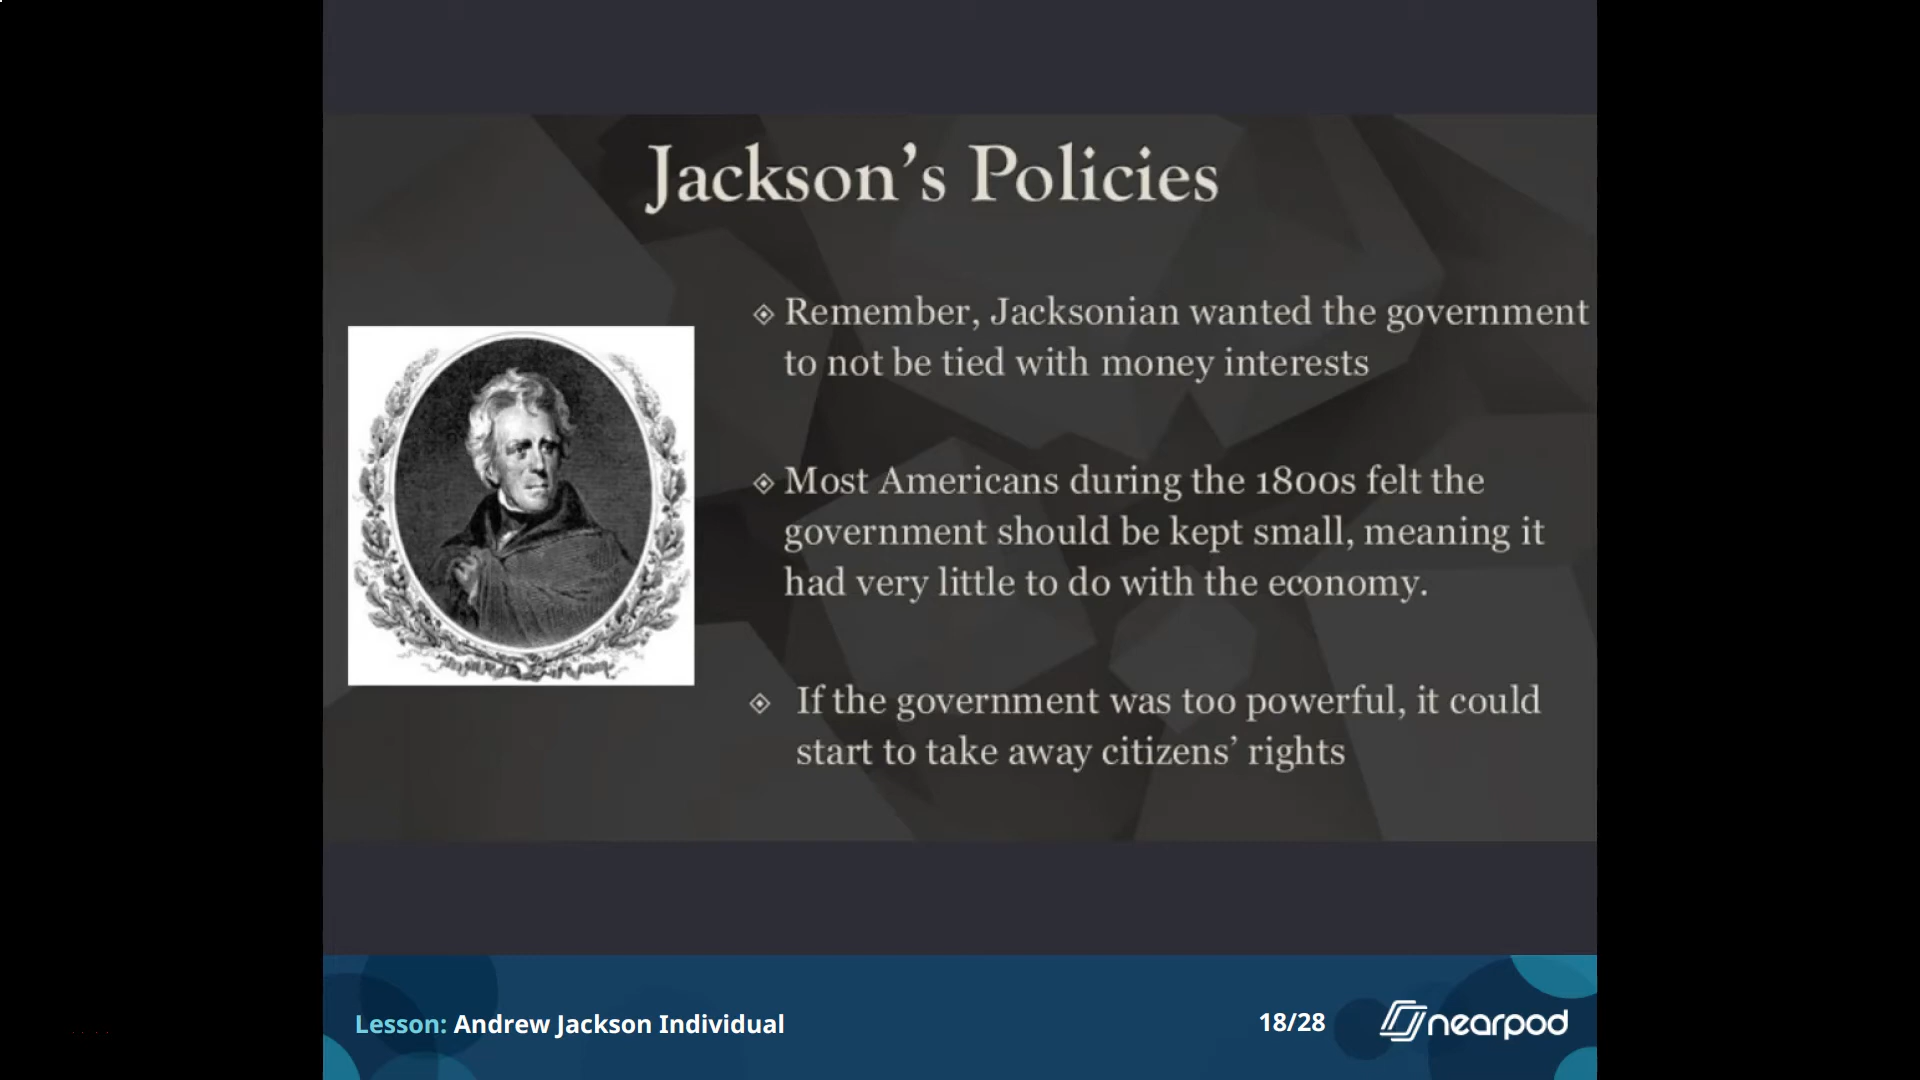 Jackson’s Policies
Remember, Jacksonian wanted the government
to not be tied with money interests
Most Americans during the 1800s felt the
government should be kept small, meaning it
had very little to do with the economy.
If the government was too powerful, it could
start to take away citizens’ rights
Lesson: Andrew Jackson Individual
18/28
nearpod